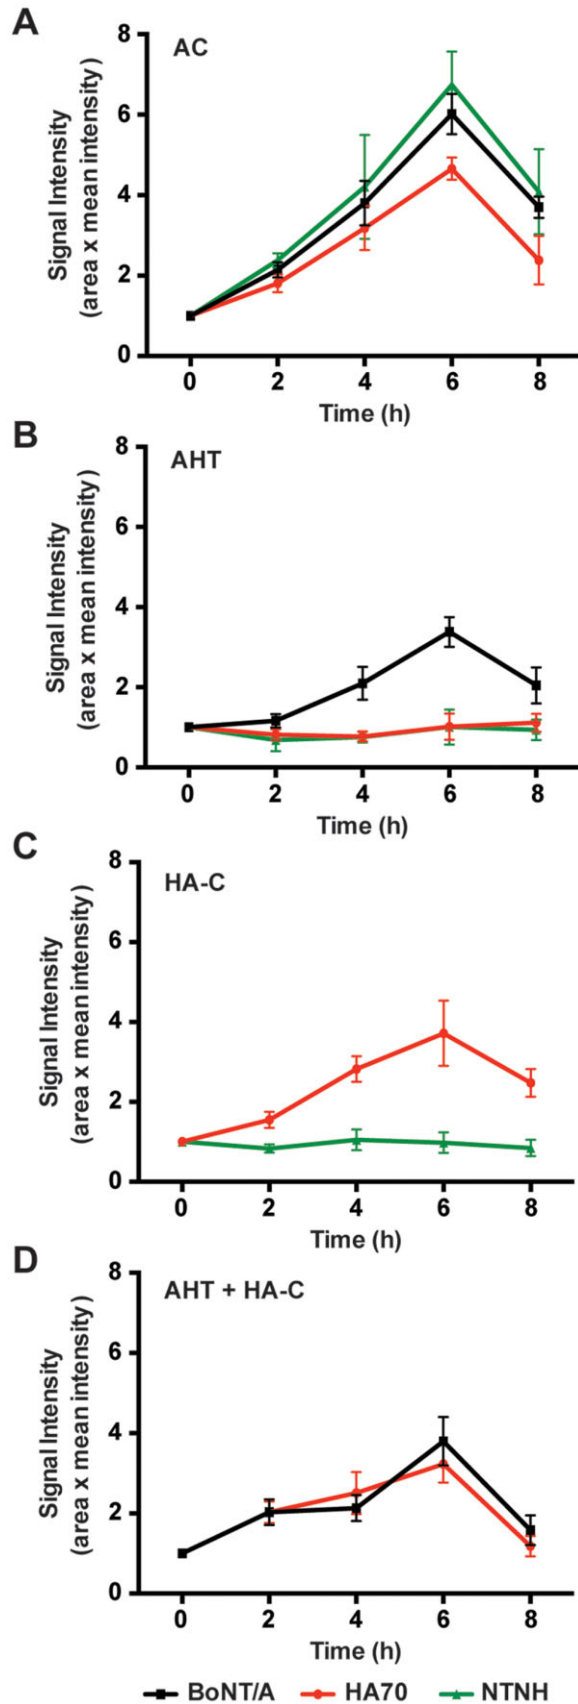 A
AC
Signal Intensity
(area x mean intensity)
8
6
4
2
0
0 2 4 6 8
Time (h)
B
AHT
Signal Intensity
(area x mean intensity)
8
6
4
2
0
0 2 4 6 8
Time (h)
C
HA-C
Signal Intensity
(area x mean intensity)
8
6
4
2
0
0 2 4 6 8
Time (h)
D
AHT + HA-C
Signal Intensity
(area x mean intensity)
8
6
4
2
0
0 2 4 6 8
Time (h)
BoNT/A HA70 NTNH